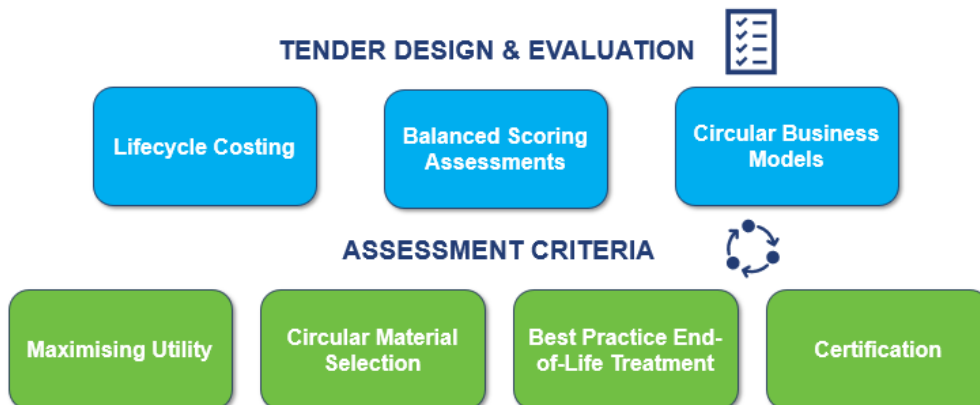 TENDER DESIGN & EVALUATION
Lifecycle Costing
Balanced Scoring
Assessments
Circular Business
Models
ASSESSMENT CRITERIA
Maximising Utility
Circular Material
Selection
Best Practice End-
of-Life Treatment
Certification